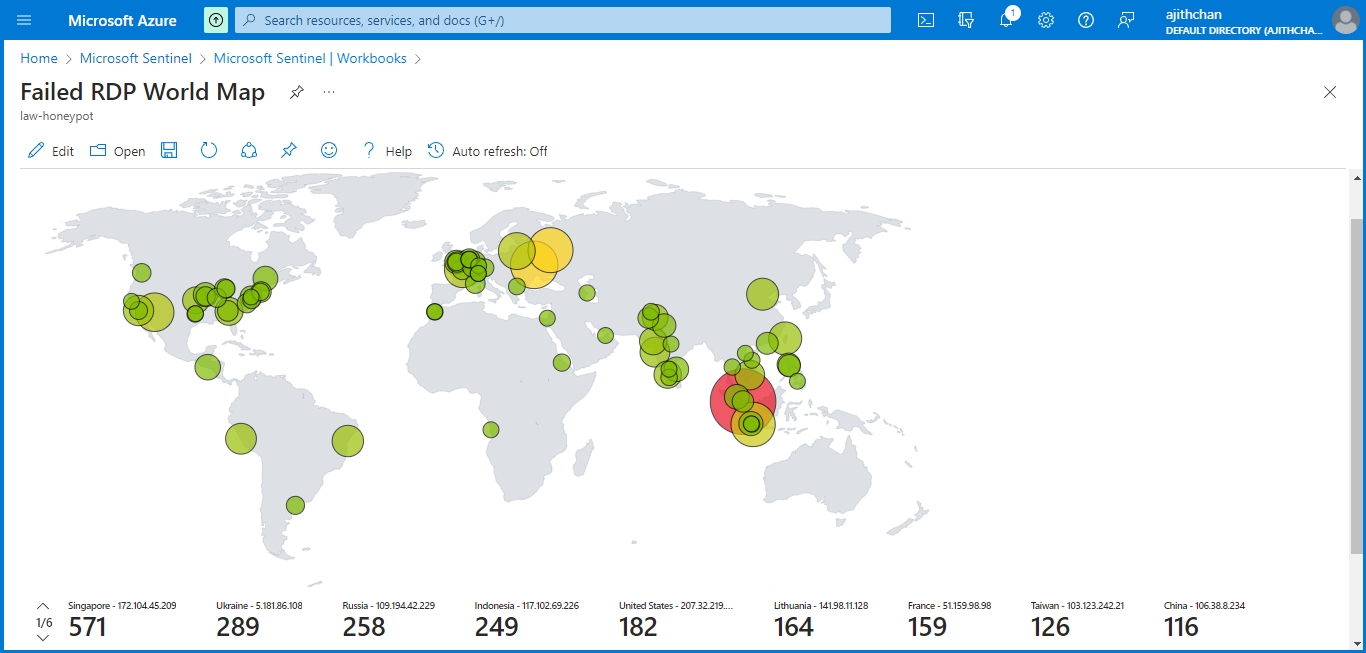 Microsoft Azure
Search resources, services, and docs (G+/)
1
ajithchan
DEFAULT DIRECTORY (AJITHCHA...
Home > Microsoft Sentinel > Microsoft Sentinel | Workbooks >
Failed RDP World Map
law-honeypot
Edit Open Help Auto refresh: Off
Singapore - 172.104.45.209
571
Ukraine - 5.181.86.108
289
Russia - 109.194.42.229
258
Indonesia - 117.102.69.226
249
United States - 207.32.219....
182
Lithuania - 141.98.11.128
164
France - 51.159.98.98
159
Taiwan - 103.123.242.21
126
China - 106.38.8.234
116
1/6